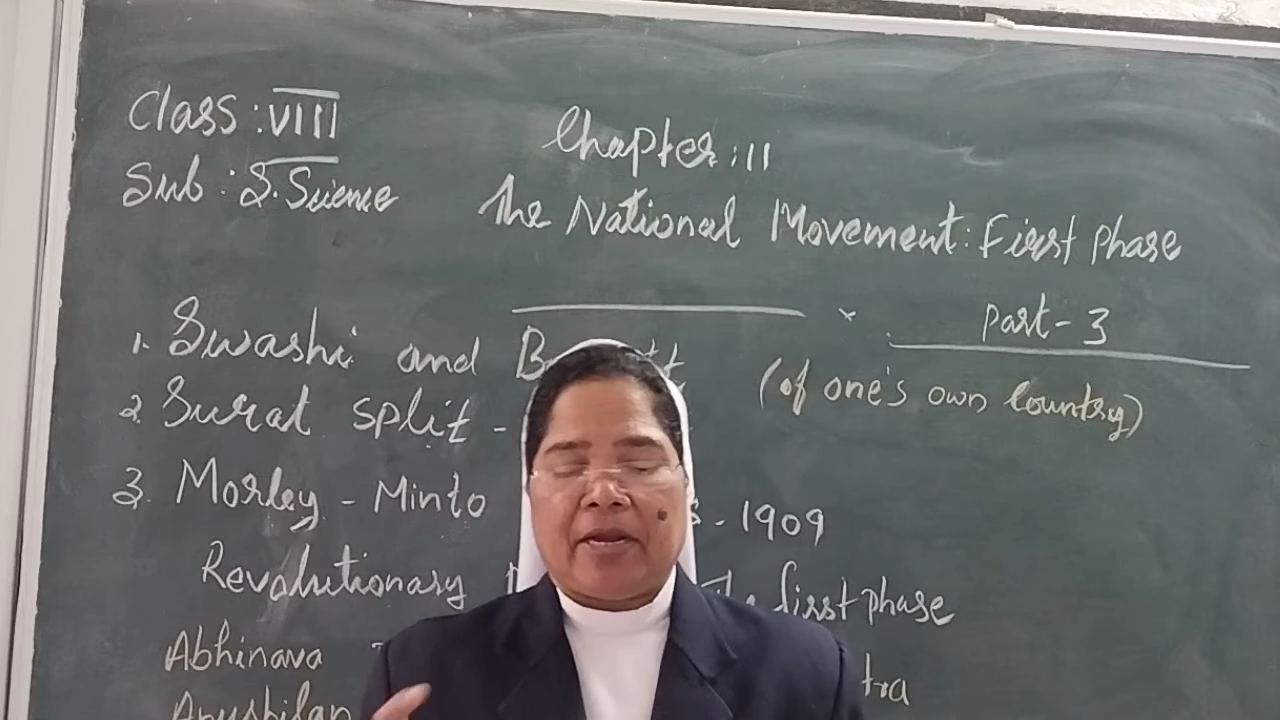 Class : VIII
Sub : S. Science
Chapter : 11
The National Movement : First phase
Part - 3
1. Swashi and
(of one's own Country)
2. Surat split -
3. Morley - Minto - 1909
Revolutionary The first phase
Abhinava
Anushilan